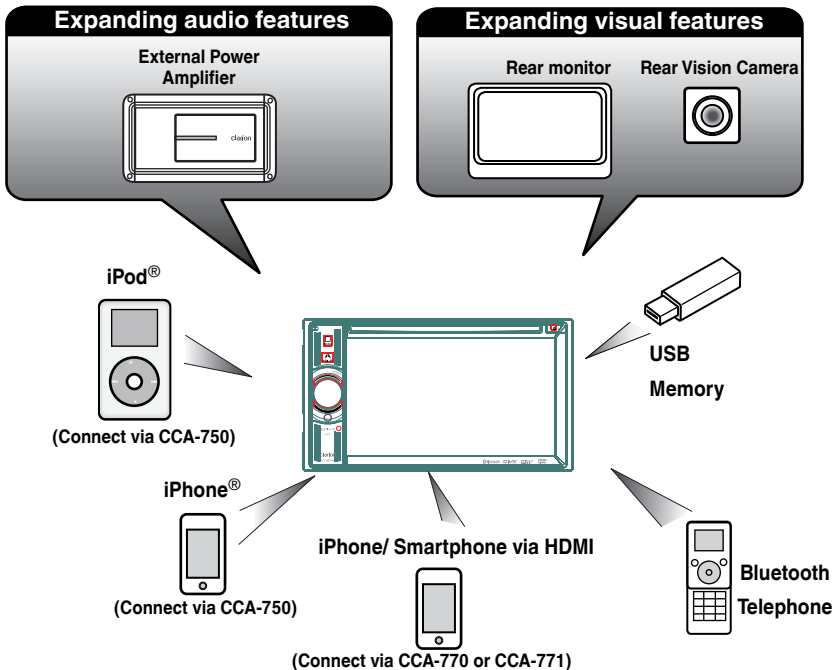 Expanding audio features
External Power
Amplifier
clarion
Expanding visual features
Rear monitor
Rear Vision Camera
iPod®
(Connect via CCA-750)
USB
Memory
iPhone®
(Connect via CCA-750)
iPhone/ Smartphone via HDMI
(Connect via CCA-770 or CCA-771)
Bluetooth
Telephone